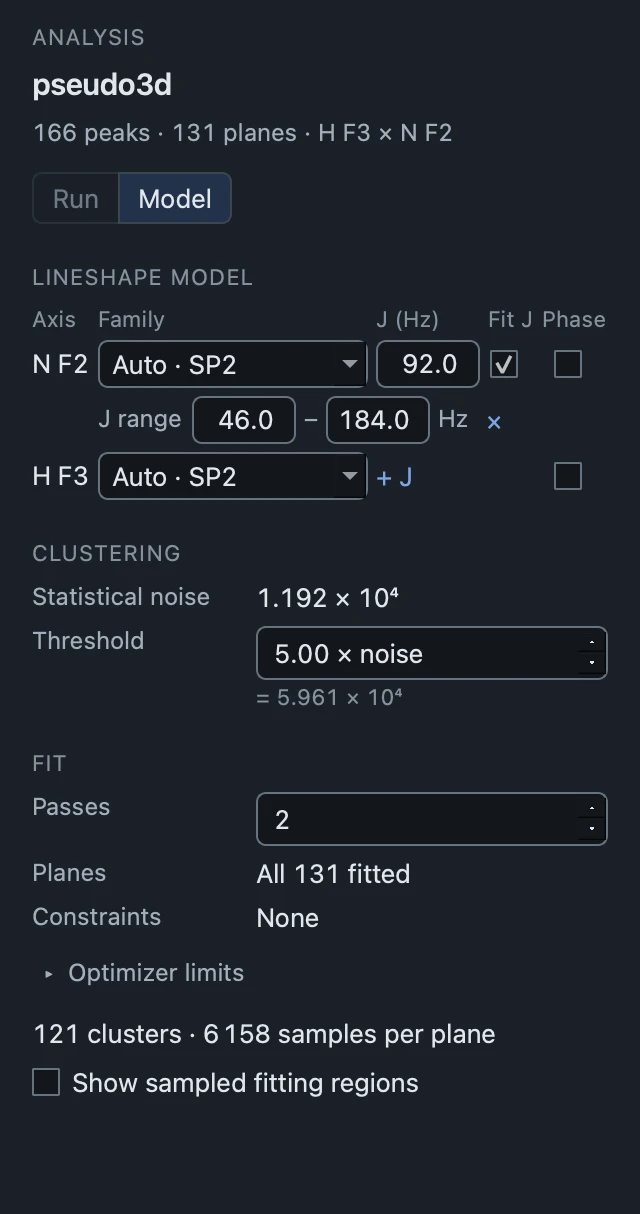 ANALYSIS
pseudo3d
166 peaks · 131 planes · H F3 × N F2
Run Model
LINESHAPE MODEL
Axis Family J (Hz) Fit J Phase
N F2 Auto · SP2 92.0
J range 46.0 – 184.0 Hz ×
H F3 Auto · SP2 + J
CLUSTERING
Statistical noise 1.192 × 10⁴
Threshold 5.00 × noise
= 5.961 × 10⁴
FIT
Passes 2
Planes All 131 fitted
Constraints None
Optimizer limits
121 clusters · 6 158 samples per plane
Show sampled fitting regions